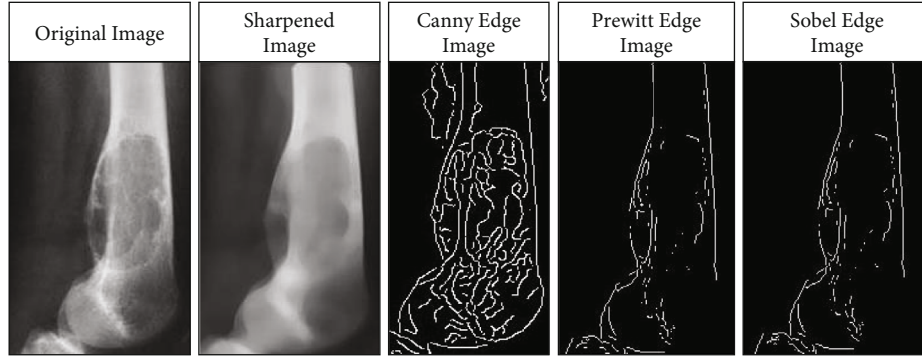 Original Image
Sharpened
Image
Canny Edge
Image
Prewitt Edge
Image
Sobel Edge
Image